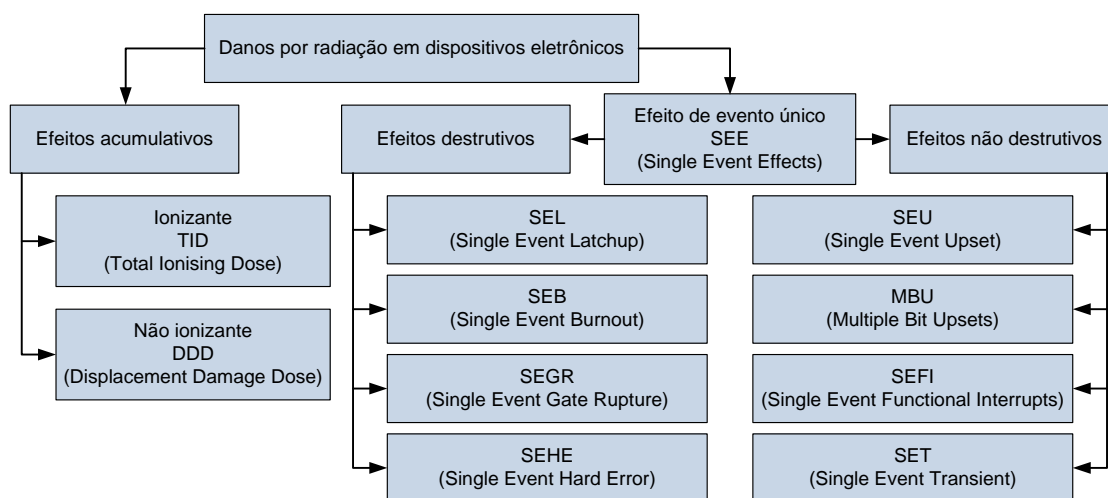 Danos por radiação em dispositivos eletrônicos
Efeitos acumulativos
Ionizante
TID
(Total Ionising Dose)
Não ionizante
DDD
(Displacement Damage Dose)
Efeito de evento único
SEE
(Single Event Effects)
Efeitos destrutivos
SEL
(Single Event Latchup)
SEB
(Single Event Burnout)
SEGR
(Single Event Gate Rupture)
SEHE
(Single Event Hard Error)
Efeitos não destrutivos
SEU
(Single Event Upset)
MBU
(Multiple Bit Upsets)
SEFI
(Single Event Functional Interrupts)
SET
(Single Event Transient)